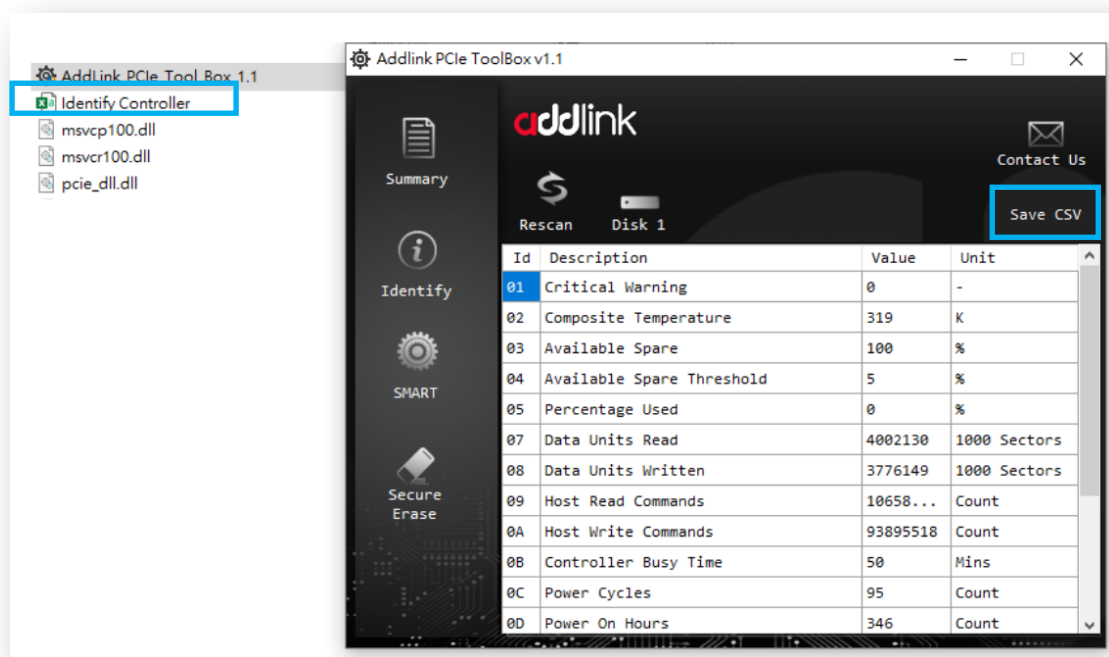 AddLink PCIe Tool Box 1.1
Identify Controller
msvcp100.dll
msvcr100.dll
pcie_dll.dll
Addlink PCIe ToolBox v1.1
addlink
Contact Us
Summary
Rescan
Disk 1
Save CSV
Identify
SMART
Secure
Erase
Id Description Value Unit
01 Critical Warning 0 -
02 Composite Temperature 319 K
03 Available Spare 100 %
04 Available Spare Threshold 5 %
05 Percentage Used 0 %
07 Data Units Read 4002130 1000 Sectors
08 Data Units Written 3776149 1000 Sectors
09 Host Read Commands 10658... Count
0A Host Write Commands 93895518 Count
0B Controller Busy Time 50 Mins
0C Power Cycles 95 Count
0D Power On Hours 346 Count